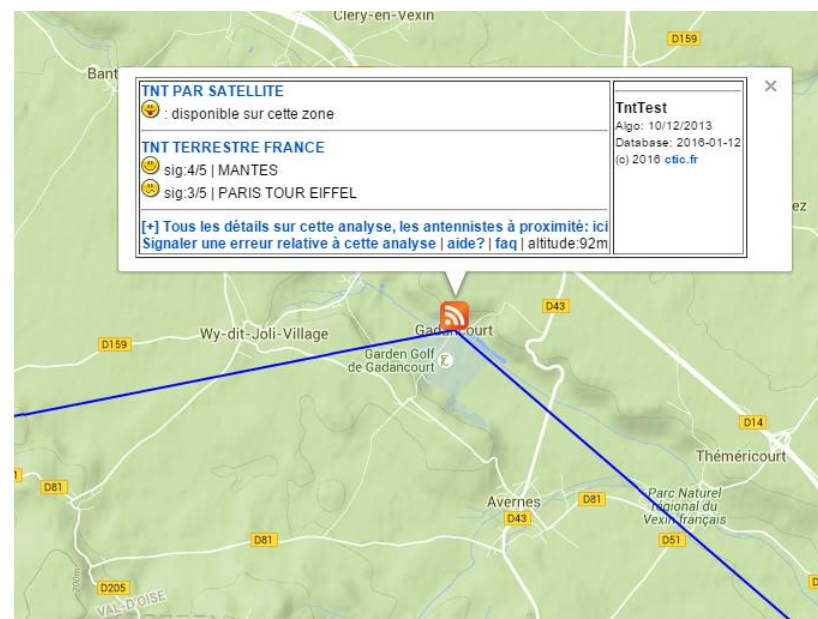 Cléry-en-Vexin
D159
Bant
TNT PAR SATELLITE
: disponible sur cette zone
TNT TERRESTRE FRANCE
sig:4/5 | MANTES
sig:3/5 | PARIS TOUR EIFFEL
[+] Tous les détails sur cette analyse, les antennistes à proximité: ici
Signaler une erreur relative à cette analyse | aide? | faq | altitude:92m
×
TntTest
Algo: 10/12/2013
Database: 2016-01-12
(c) 2016 ctic.fr
ez
D43
Wy-dit-Joli-Village
Gadancourt
D159
Garden Golf
de Gadancourt
D14
Théméricourt
1
D81
Avernes
D81
Parc Naturel
régional du
Vexin français
D43
D81
D51
D205
200m
VAL-D'OISE
D